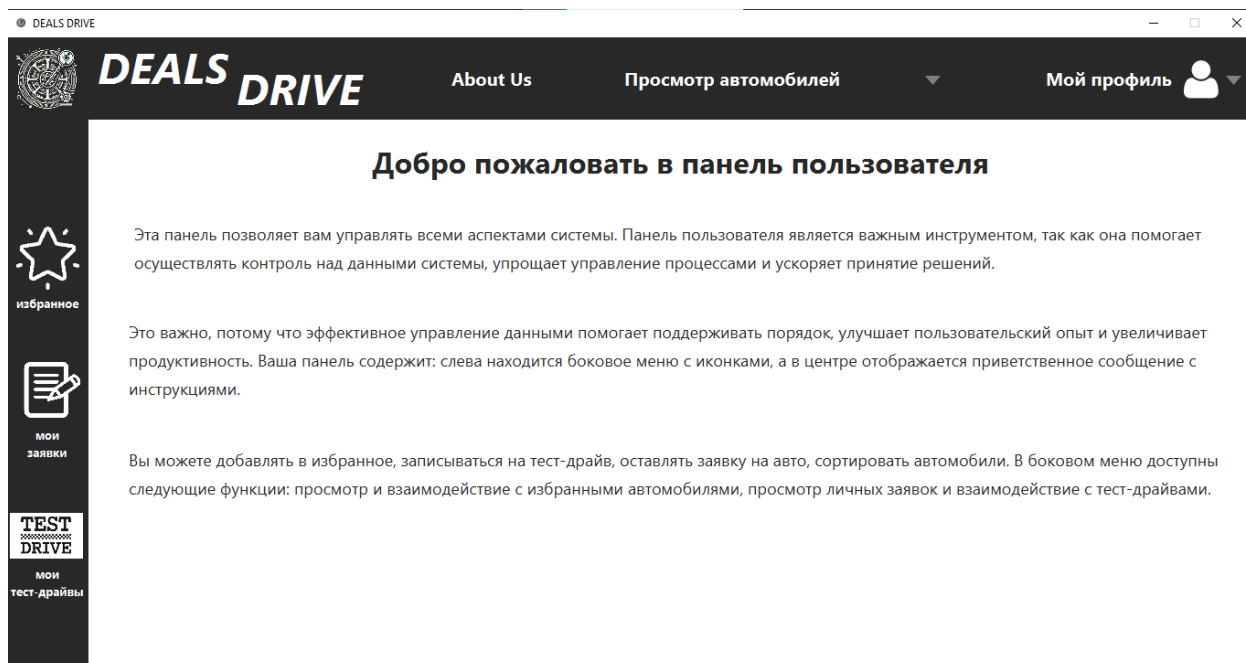 DEALS DRIVE
DEALS DRIVE
About Us
Просмотр автомобилей
Мой профиль
Добро пожаловать в панель пользователя
Эта панель позволяет вам управлять всеми аспектами системы. Панель пользователя является важным инструментом, так как она помогает
осуществлять контроль над данными системы, упрощает управление процессами и ускоряет принятие решений.
Это важно, потому что эффективное управление данными помогает поддерживать порядок, улучшает пользовательский опыт и увеличивает
продуктивность. Ваша панель содержит: слева находится боковое меню с иконками, а в центре отображается приветственное сообщение с
инструкциями.
Вы можете добавлять в избранное, записываться на тест-драйв, оставлять заявку на авто, сортировать автомобили. В боковом меню доступны
следующие функции: просмотр и взаимодействие с избранными автомобилями, просмотр личных заявок и взаимодействие с тест-драйвами.
избранное
мои
заявки
TEST
DRIVE
мои
тест-драйвы